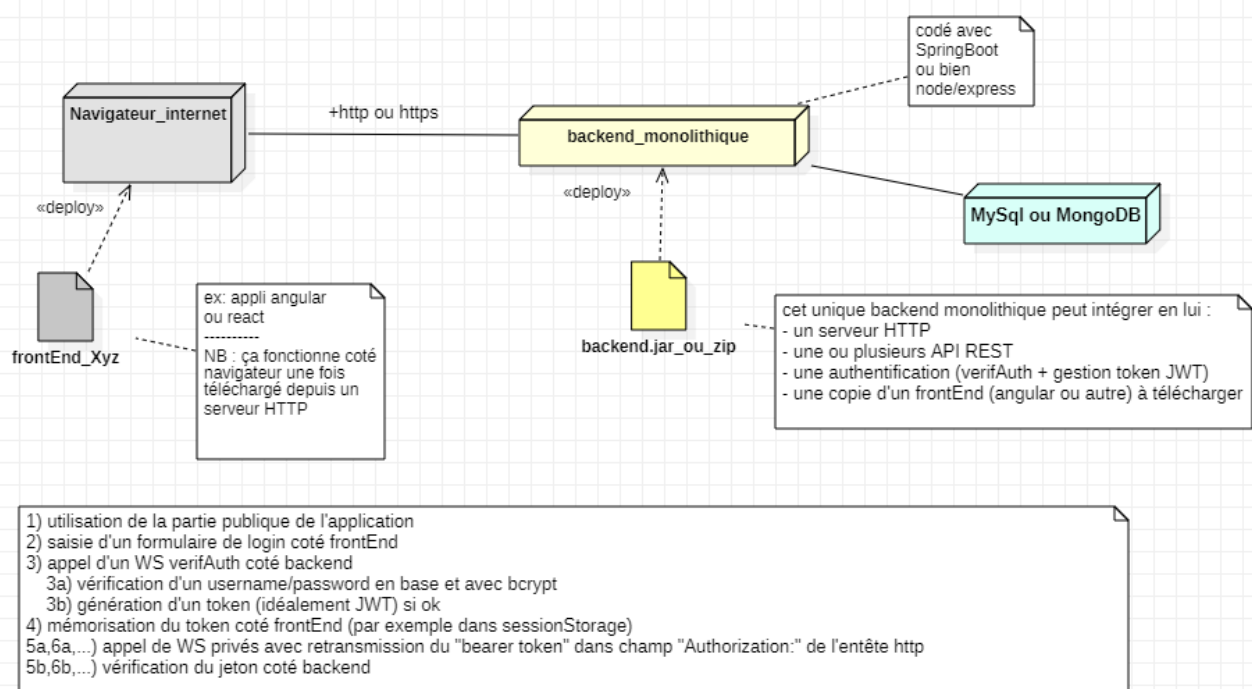 codé avec
SpringBoot
ou bien
node/express
Navigateur_internet
+http ou https
backend_monolithique
«deploy»
«deploy»
MySql ou MongoDB
ex: appli angular
ou react
----------
NB : ça fonctionne coté
navigateur une fois
téléchargé depuis un
serveur HTTP
frontEnd_Xyz
backend.jar_ou_zip
cet unique backend monolithique peut intégrer en lui :
- un serveur HTTP
- une ou plusieurs API REST
- une authentification (verifAuth + gestion token JWT)
- une copie d'un frontEnd (angular ou autre) à télécharger
1) utilisation de la partie publique de l'application
2) saisie d'un formulaire de login coté frontEnd
3) appel d'un WS verifAuth coté backend
3a) vérification d'un username/password en base et avec bcrypt
3b) génération d'un token (idéalement JWT) si ok
4) mémorisation du token coté frontEnd (par exemple dans sessionStorage)
5a,6a,...) appel de WS privés avec retransmission du "bearer token" dans champ "Authorization:" de l'entête http
5b,6b,...) vérification du jeton coté backend